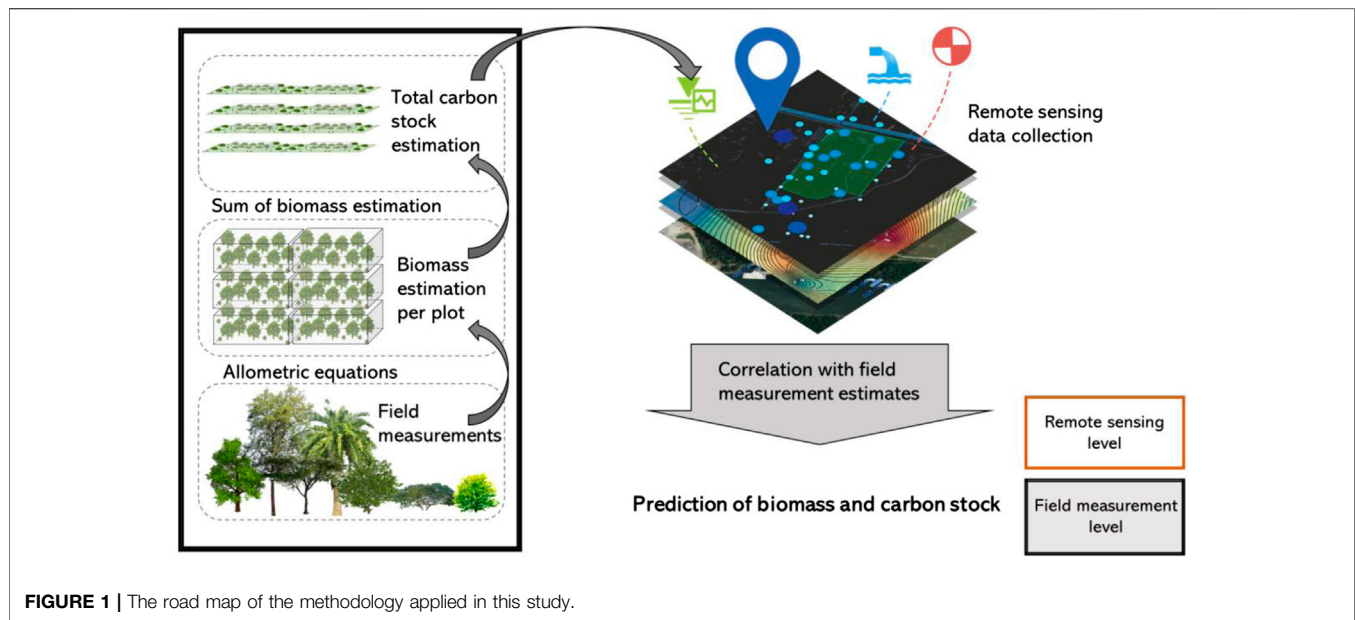 Total carbon
stock
estimation
Sum of biomass estimation
Biomass
estimation
per plot
Allometric equations
Field
measurements
Remote sensing
data collection
Correlation with field
measurement estimates
Prediction of biomass and carbon stock
Remote sensing
level
Field measurement
level
FIGURE 1 | The road map of the methodology applied in this study.